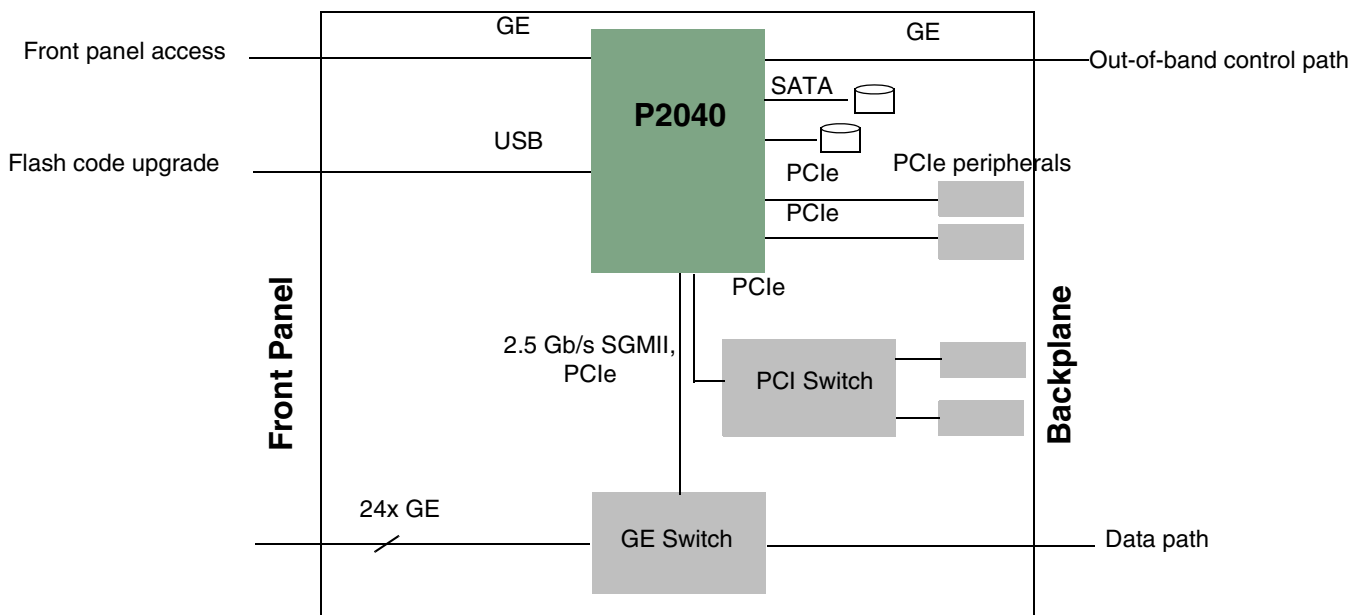 GE
GE
Front panel access
Out-of-band control path
SATA
P2040
USB
Flash code upgrade
PCIe
PCIe peripherals
PCIe
PCIe
Front Panel
Backplane
2.5 Gb/s SGMII,
PCIe
PCI Switch
24x GE
GE Switch
Data path